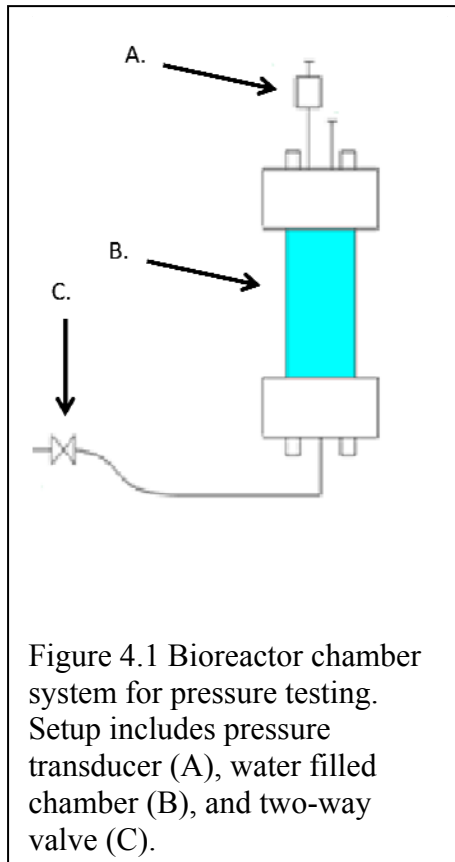 A.
B.
C.
Figure 4.1 Bioreactor chamber
system for pressure testing.
Setup includes pressure
transducer (A), water filled
chamber (B), and two-way
valve (C).